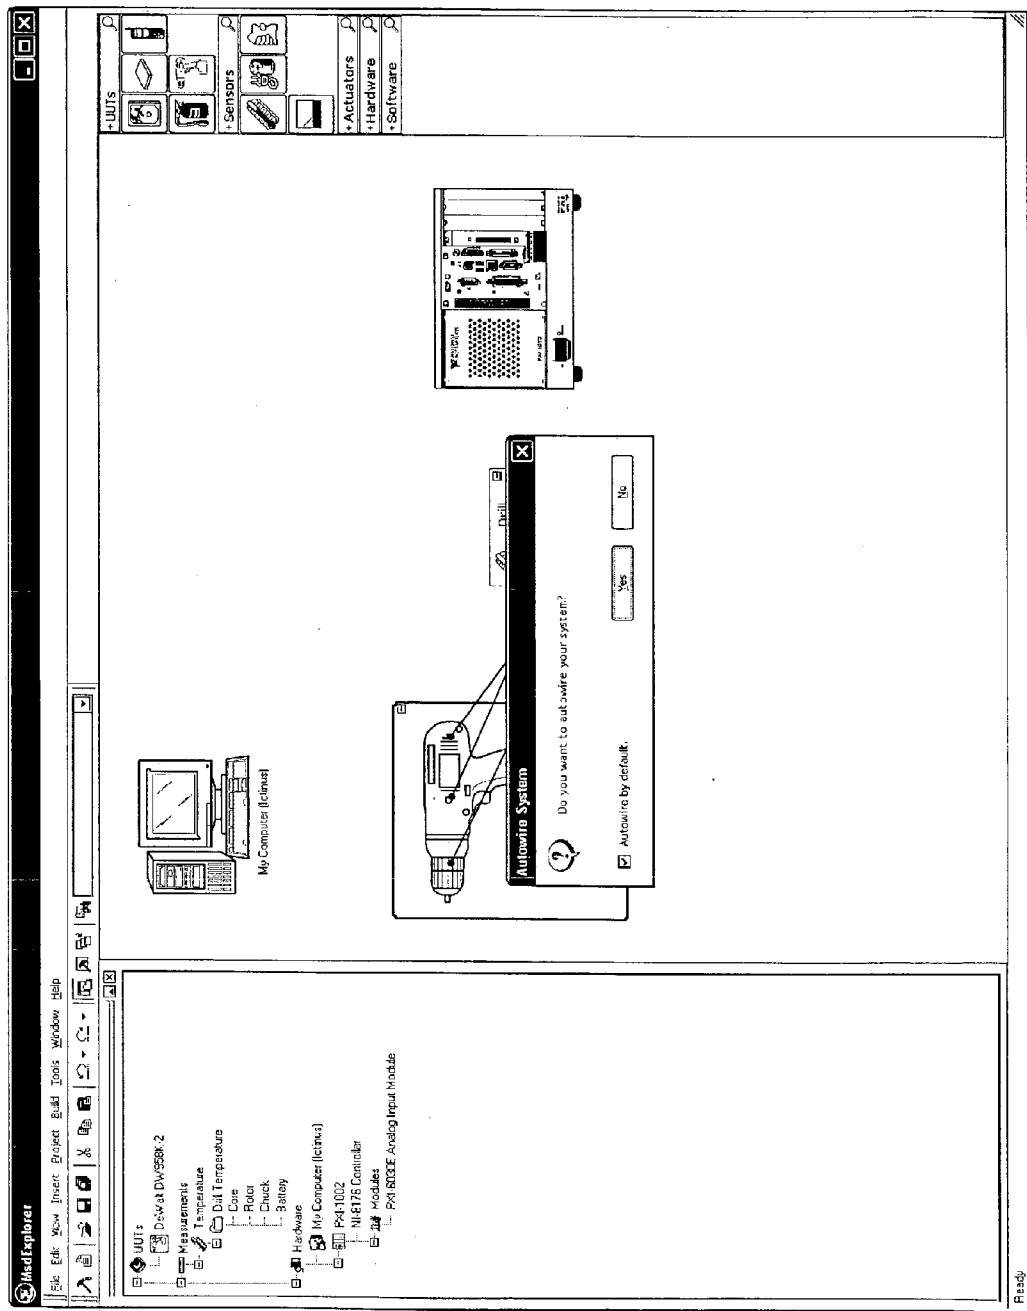 MsdExplorer
File Edit View Insert Project Build Tools Window Help
UUTs
DeWalt DW958K-2
Measurements
Temperature
Drill Temperature
Core
Rotor
Chuck
Battery
Hardware
My Computer (Ictinus)
PXI-1002
NI-8176 Controller
Modules
PXI-6030E Analog Input Module
My Computer (Ictinus)
Drill
Autowire System
Do you want to autowire your system?
Autowire by default.
Yes
No
+UUTs
+Sensors
+Actuators
+Hardware
+Software
Ready